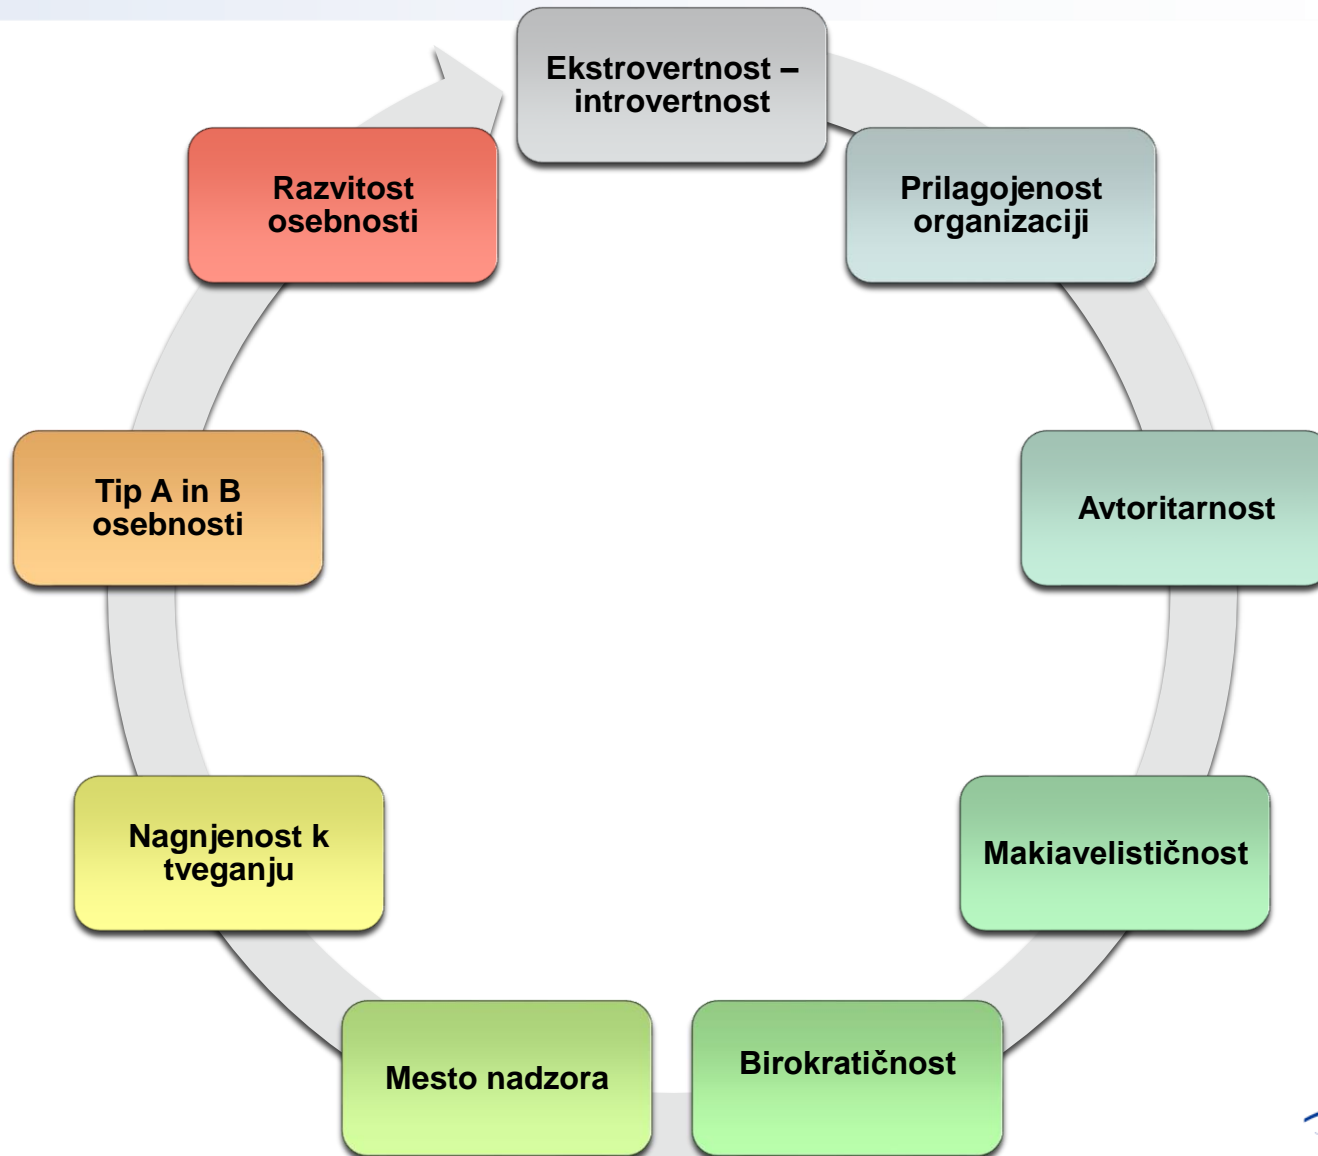 Ekstrovertnost –
introvertnost
Prilagojenost
organizaciji
Avtoritarnost
Makiavelističnost
Birokratičnost
Mesto nadzora
Nagnjenost k
tveganju
Tip A in B
osebnosti
Razvitost
osebnosti